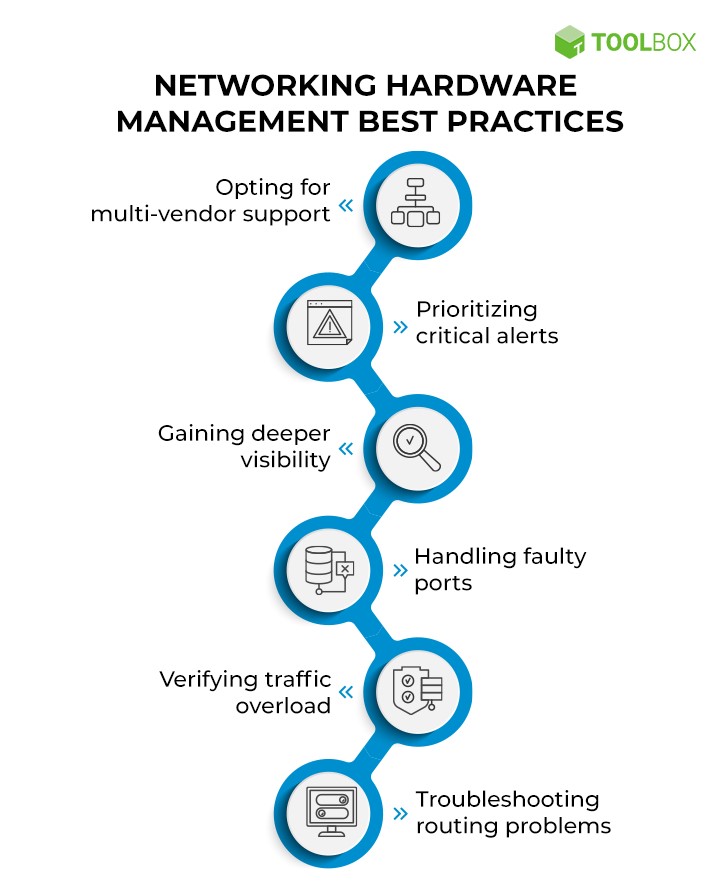 TOOLBOX
NETWORKING HARDWARE
MANAGEMENT BEST PRACTICES
Opting for
multi-vendor support
Prioritizing
critical alerts
Gaining deeper
visibility
Handling faulty
ports
Verifying traffic
overload
Troubleshooting
routing problems